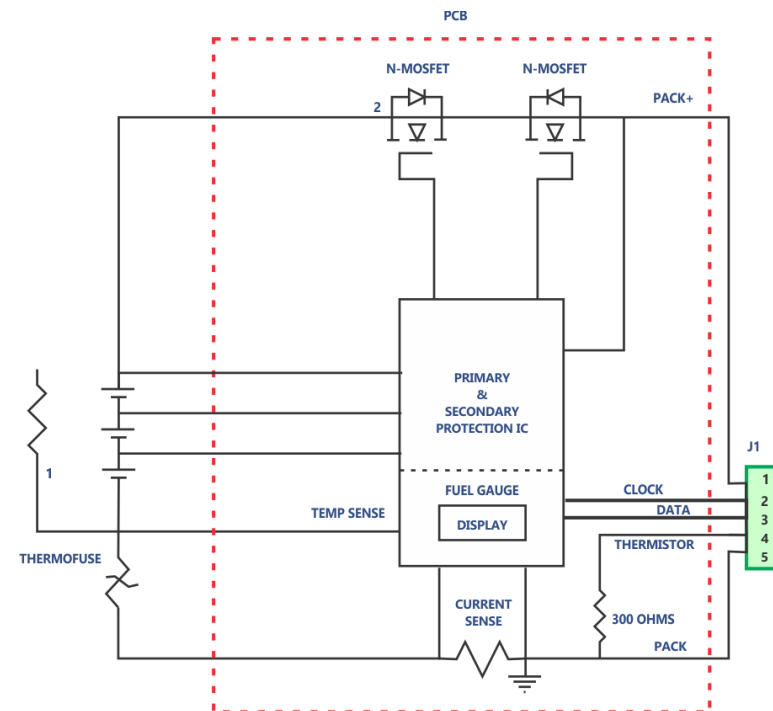 PCB
N-MOSFET
N-MOSFET
2
PACK+
PRIMARY
&
SECONDARY
PROTECTION IC
1
J1
FUEL GAUGE
CLOCK
1
2
DATA
3
TEMP SENSE
DISPLAY
THERMISTOR
4
5
THERMOFUSE
CURRENT
SENSE
300 OHMS
PACK